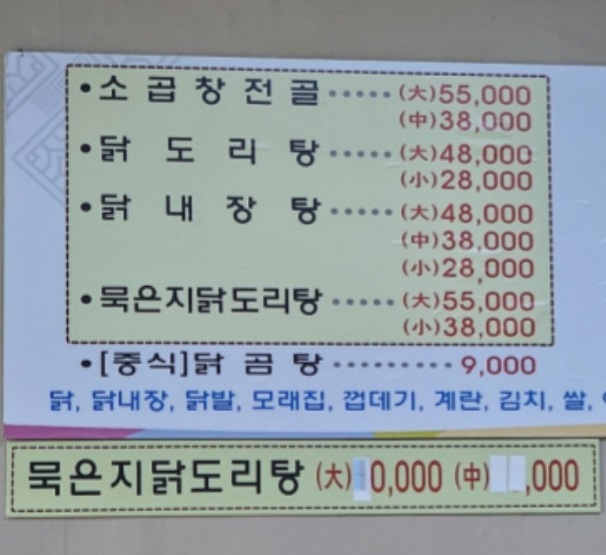 • 소 곱 창 전 골 ····· (大)55,000
(中)38,000
• 닭 도 리 탕 ····· (大)48,000
(小)28,000
• 닭 내 장 탕 ····· (大)48,000
(中)38,000
(小)28,000
• 묵은지닭도리탕 ····· (大)55,000
(小)38,000
• [중식]닭 곰 탕 ········· 9,000
닭, 닭내장, 닭발, 모래집, 껍데기, 계란, 김치, 쌀,
묵은지닭도리탕 (大) 0,000 (中) ,000